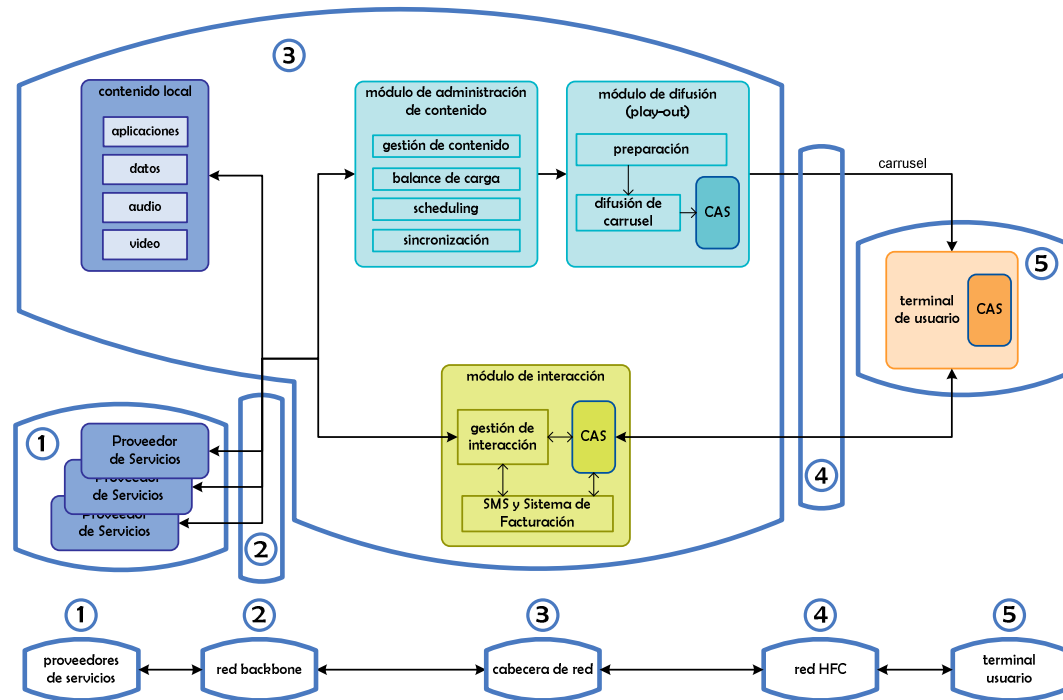 3
contenido local
aplicaciones
datos
audio
video
módulo de administración
de contenido
gestión de contenido
balance de carga
scheduling
sincronización
módulo de difusión
(play-out)
preparación
difusión de
carrusel
CAS
carrusel
5
terminal
de usuario
CAS
módulo de interacción
gestión de
interacción
CAS
SMS y Sistema de
Facturación
4
1
Proveedor
de Servicios
Proveedor
de Servicios
Proveedor
de Servicios
2
1
2
3
4
5
proveedores
de servicios
red backbone
cabecera de red
red HFC
terminal
usuario